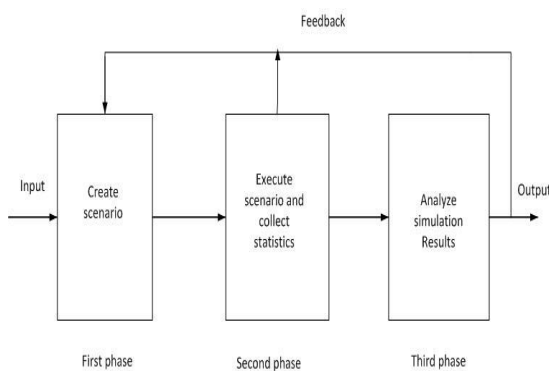 Feedback
Input
Create
scenario
Execute
scenario and
collect
statistics
Analyze
simulation
Results
Output
First phase
Second phase
Third phase